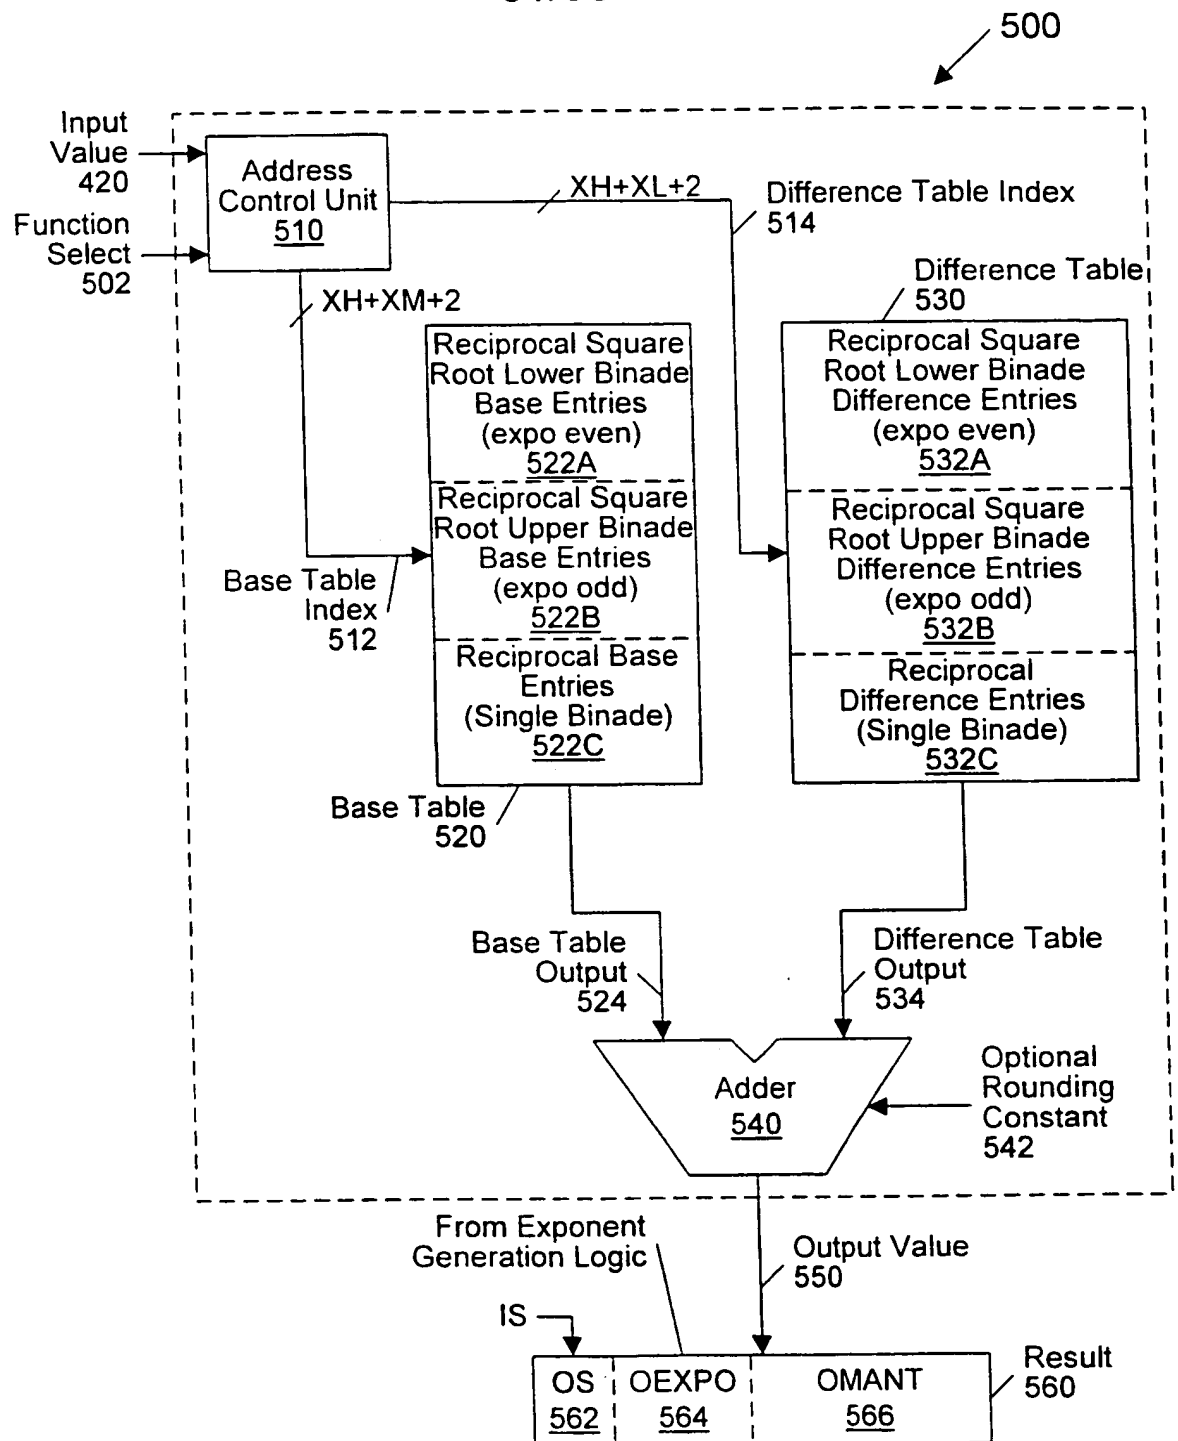 500
Input
Value
420
Function
Select
502
Address
Control Unit
510
XH+XL+2
Difference Table Index
514
XH+XM+2
Difference Table
530
Reciprocal Square
Root Lower Binade
Base Entries
(expo even)
522A
Reciprocal Square
Root Upper Binade
Base Entries
(expo odd)
522B
Reciprocal Base
Entries
(Single Binade)
522C
Reciprocal Square
Root Lower Binade
Difference Entries
(expo even)
532A
Reciprocal Square
Root Upper Binade
Difference Entries
(expo odd)
532B
Reciprocal
Difference Entries
(Single Binade)
532C
Base Table
Index
512
Base Table
520
Base Table
Output
524
Difference Table
Output
534
Adder
540
Optional
Rounding
Constant
542
From Exponent
Generation Logic
Output Value
550
IS
OS
562
OEXPO
564
OMANT
566
Result
560